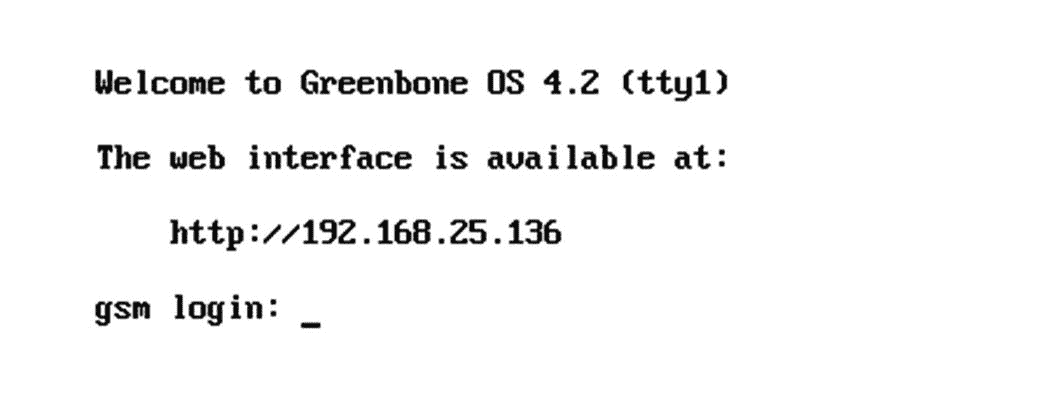 Welcome to Greenbone OS 4.2 (tty1)
The web interface is available at:
http://192.168.25.136
gsm login: _